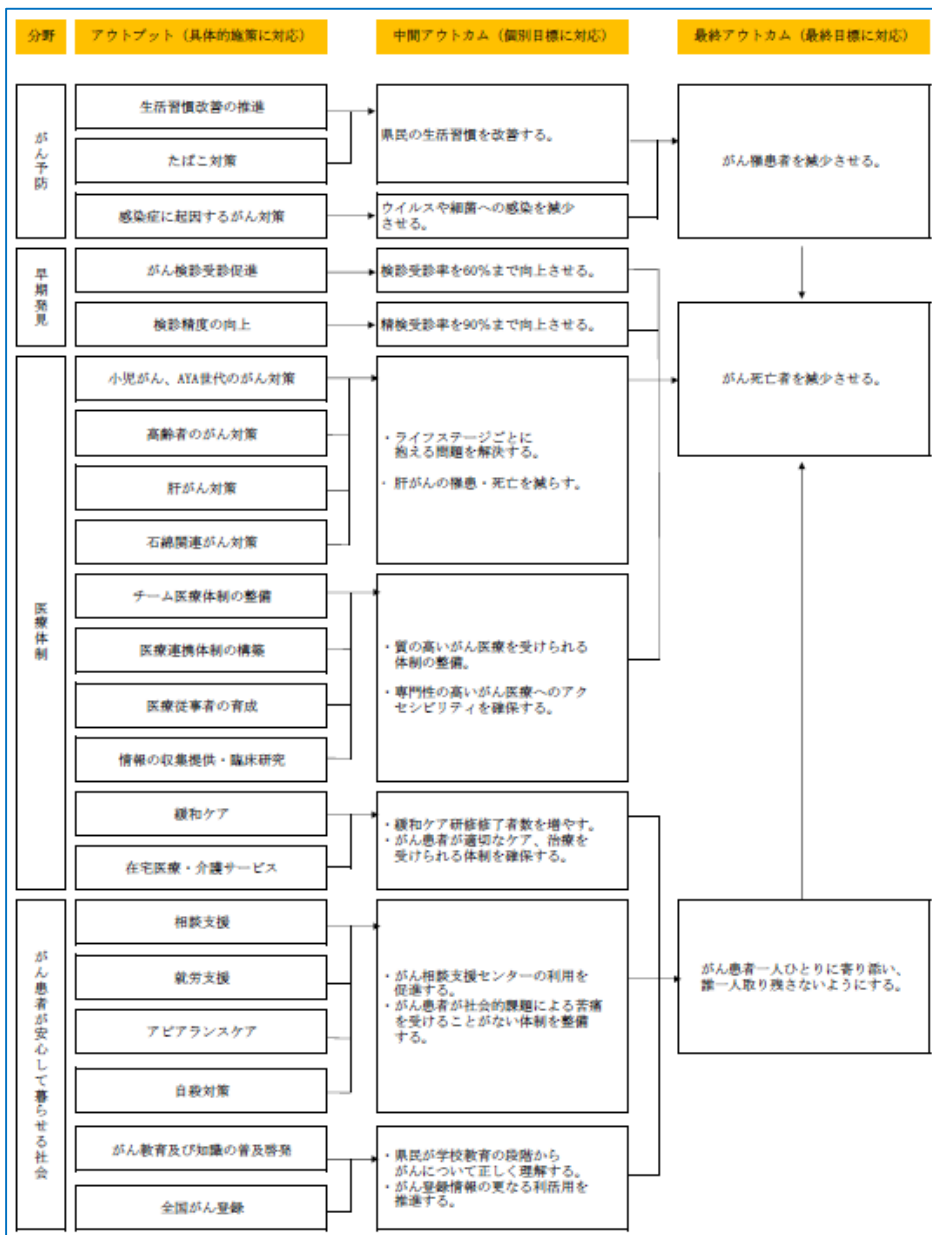 分野
アウトプット（具体的施策に対応）
中間アウトカム（個別目標に対応）
最終アウトカム（最終目標に対応）
がん予防
生活習慣改善の推進
たばこ対策
感染症に起因するがん対策
県民の生活習慣を改善する。
ウイルスや細菌への感染を減少
させる。
がん罹患者を減少させる。
早期発見
がん検診受診促進
検診精度の向上
検診受診率を60％まで向上させる。
精検受診率を90％まで向上させる。
がん死亡者を減少させる。
医療体制
小児がん、AYA世代のがん対策
高齢者のがん対策
肝がん対策
石綿関連がん対策
・ライフステージごとに
抱える問題を解決する。
・肝がんの罹患・死亡を減らす。
チーム医療体制の整備
医療連携体制の構築
医療従事者の育成
情報の収集提供・臨床研究
・質の高いがん医療を受けられる
体制の整備。
・専門性の高いがん医療へのアク
セシビリティを確保する。
緩和ケア
在宅医療・介護サービス
・緩和ケア研修修了者数を増やす。
・がん患者が適切なケア、治療を
受けられる体制を確保する。
がん患者が安心して暮らせる社会
相談支援
就労支援
アピアランスケア
自殺対策
・がん相談支援センターの利用を
促進する。
・がん患者が社会的課題による苦痛
を受けることがない体制を整備
する。
がん患者一人ひとりに寄り添い、
誰一人取り残さないようにする。
がん教育及び知識の普及啓発
全国がん登録
・県民が学校教育の段階から
がんについて正しく理解する。
・がん登録情報の更なる利活用を
推進する。